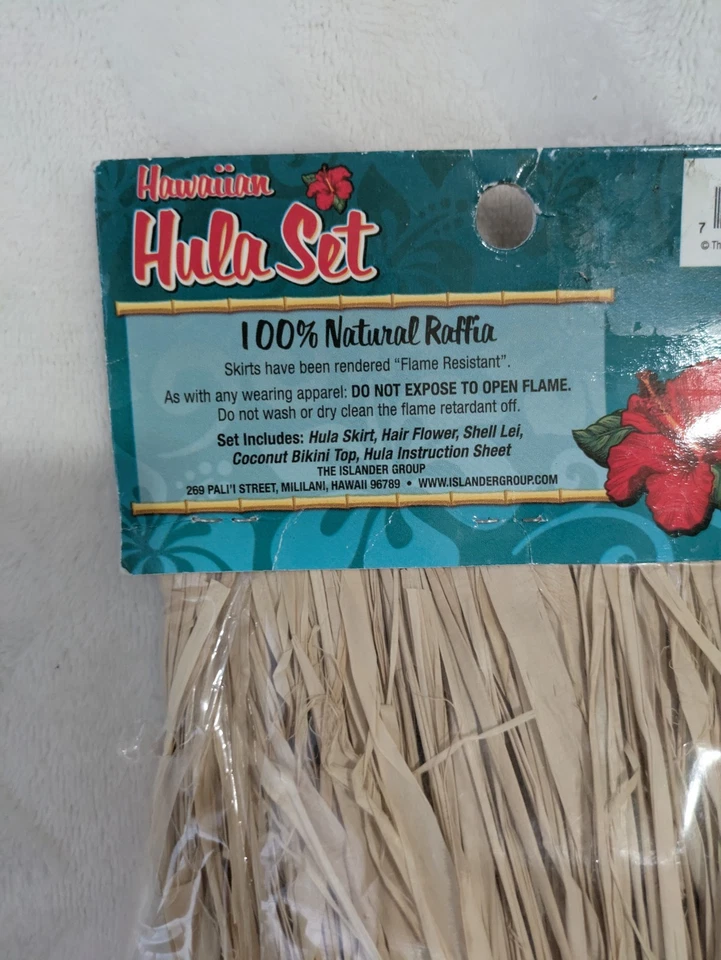 Hawaiian
Hula Set
100% Natural Raffia
Skirts have been rendered "Flame Resistant".
As with any wearing apparel: DO NOT EXPOSE TO OPEN FLAME.
Do not wash or dry clean the flame retardant off.
Set Includes: Hula Skirt, Hair Flower, Shell Lei,
Coconut Bikini Top, Hula Instruction Sheet
THE ISLANDER GROUP
269 PALI'I STREET, MILILANI, HAWAII 96789 • WWW.ISLANDERGROUP.COM
7
©